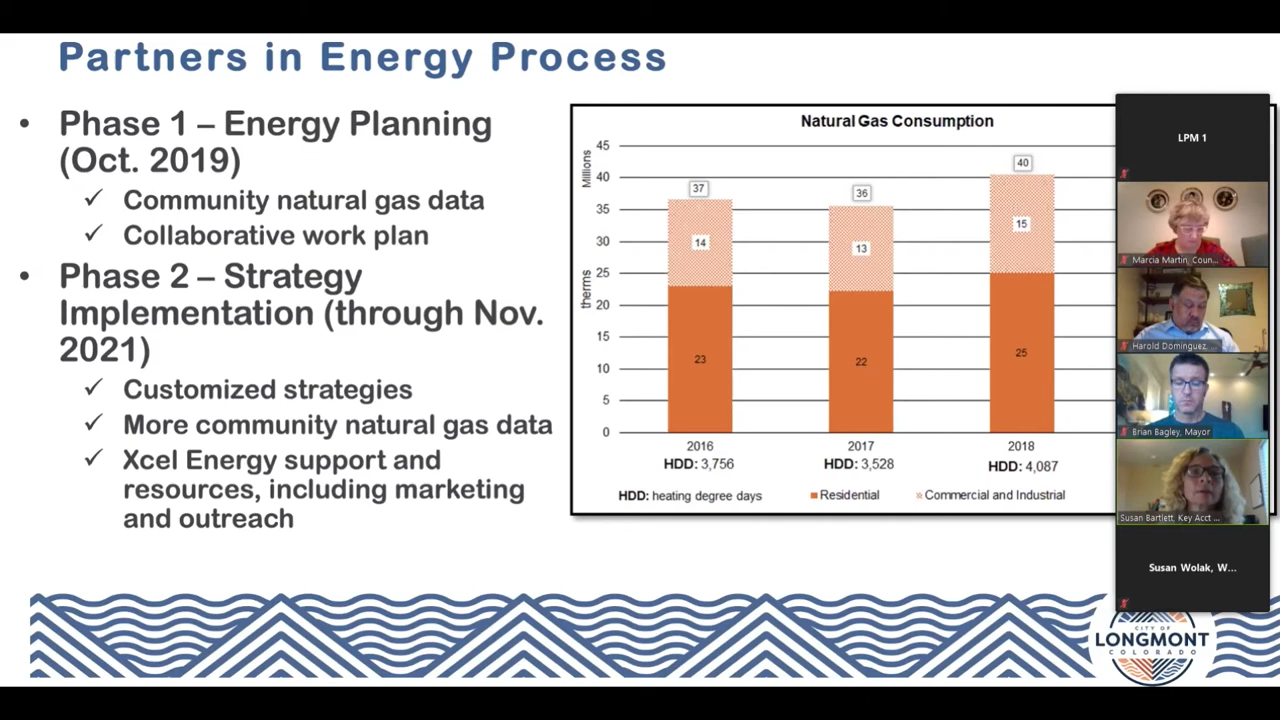 Partners in Energy Process
• Phase 1 – Energy Planning
(Oct. 2019)
✓ Community natural gas data
✓ Collaborative work plan
• Phase 2 – Strategy
Implementation (through Nov.
2021)
✓ Customized strategies
✓ More community natural gas data
✓ Xcel Energy support and
resources, including marketing
and outreach
Natural Gas Consumption
Millions
therms
45
40
35
30
25
20
15
10
5
0
37
14
23
36
13
22
40
15
25
2016
2017
2018
HDD: 3,756
HDD: 3,528
HDD: 4,087
HDD: heating degree days
Residential
Commercial and Industrial
LPM 1
Marcia Martin, Coun...
Harold Dominguez, ...
Brian Bagley, Mayor
Susan Bartlett, Key Acct ...
Susan Wolak, W...
CITY OF
LONGMONT
COLORADO